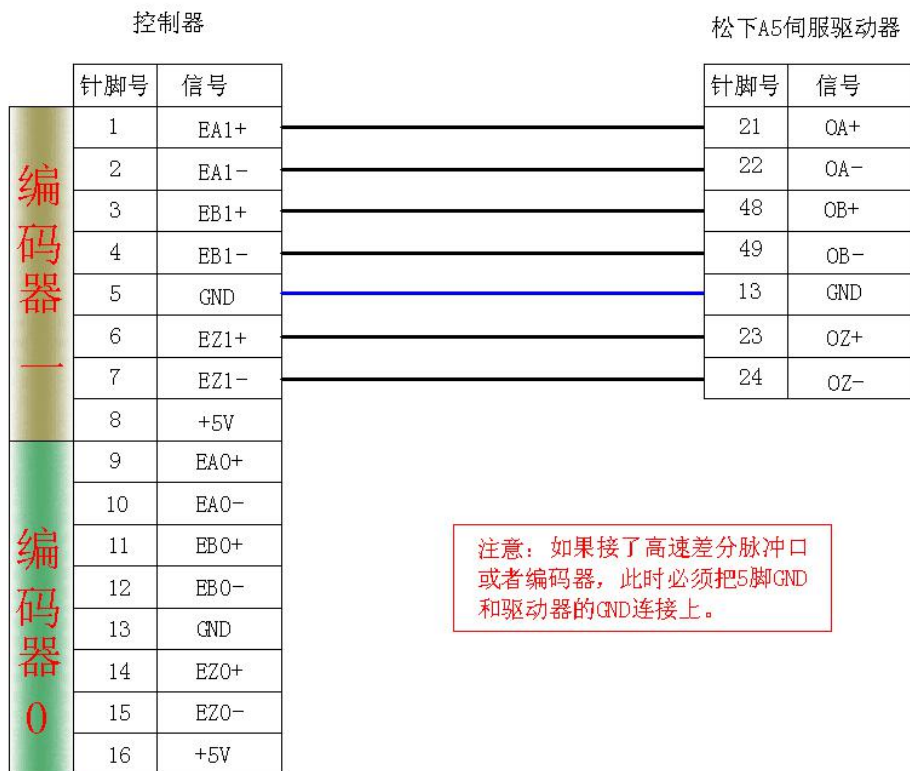 控制器
松下A5伺服驱动器
针脚号 信号
针脚号 信号
编码器一
1 EA1+
21 OA+
2 EA1-
22 OA-
3 EB1+
48 OB+
4 EB1-
49 OB-
5 GND
13 GND
6 EZ1+
23 OZ+
7 EZ1-
24 OZ-
8 +5V
编码器0
9 EA0+
10 EA0-
11 EB0+
12 EB0-
13 GND
14 EZ0+
15 EZ0-
16 +5V
注意：如果接了高速差分脉冲口
或者编码器，此时必须把5脚GND
和驱动器的GND连接上。